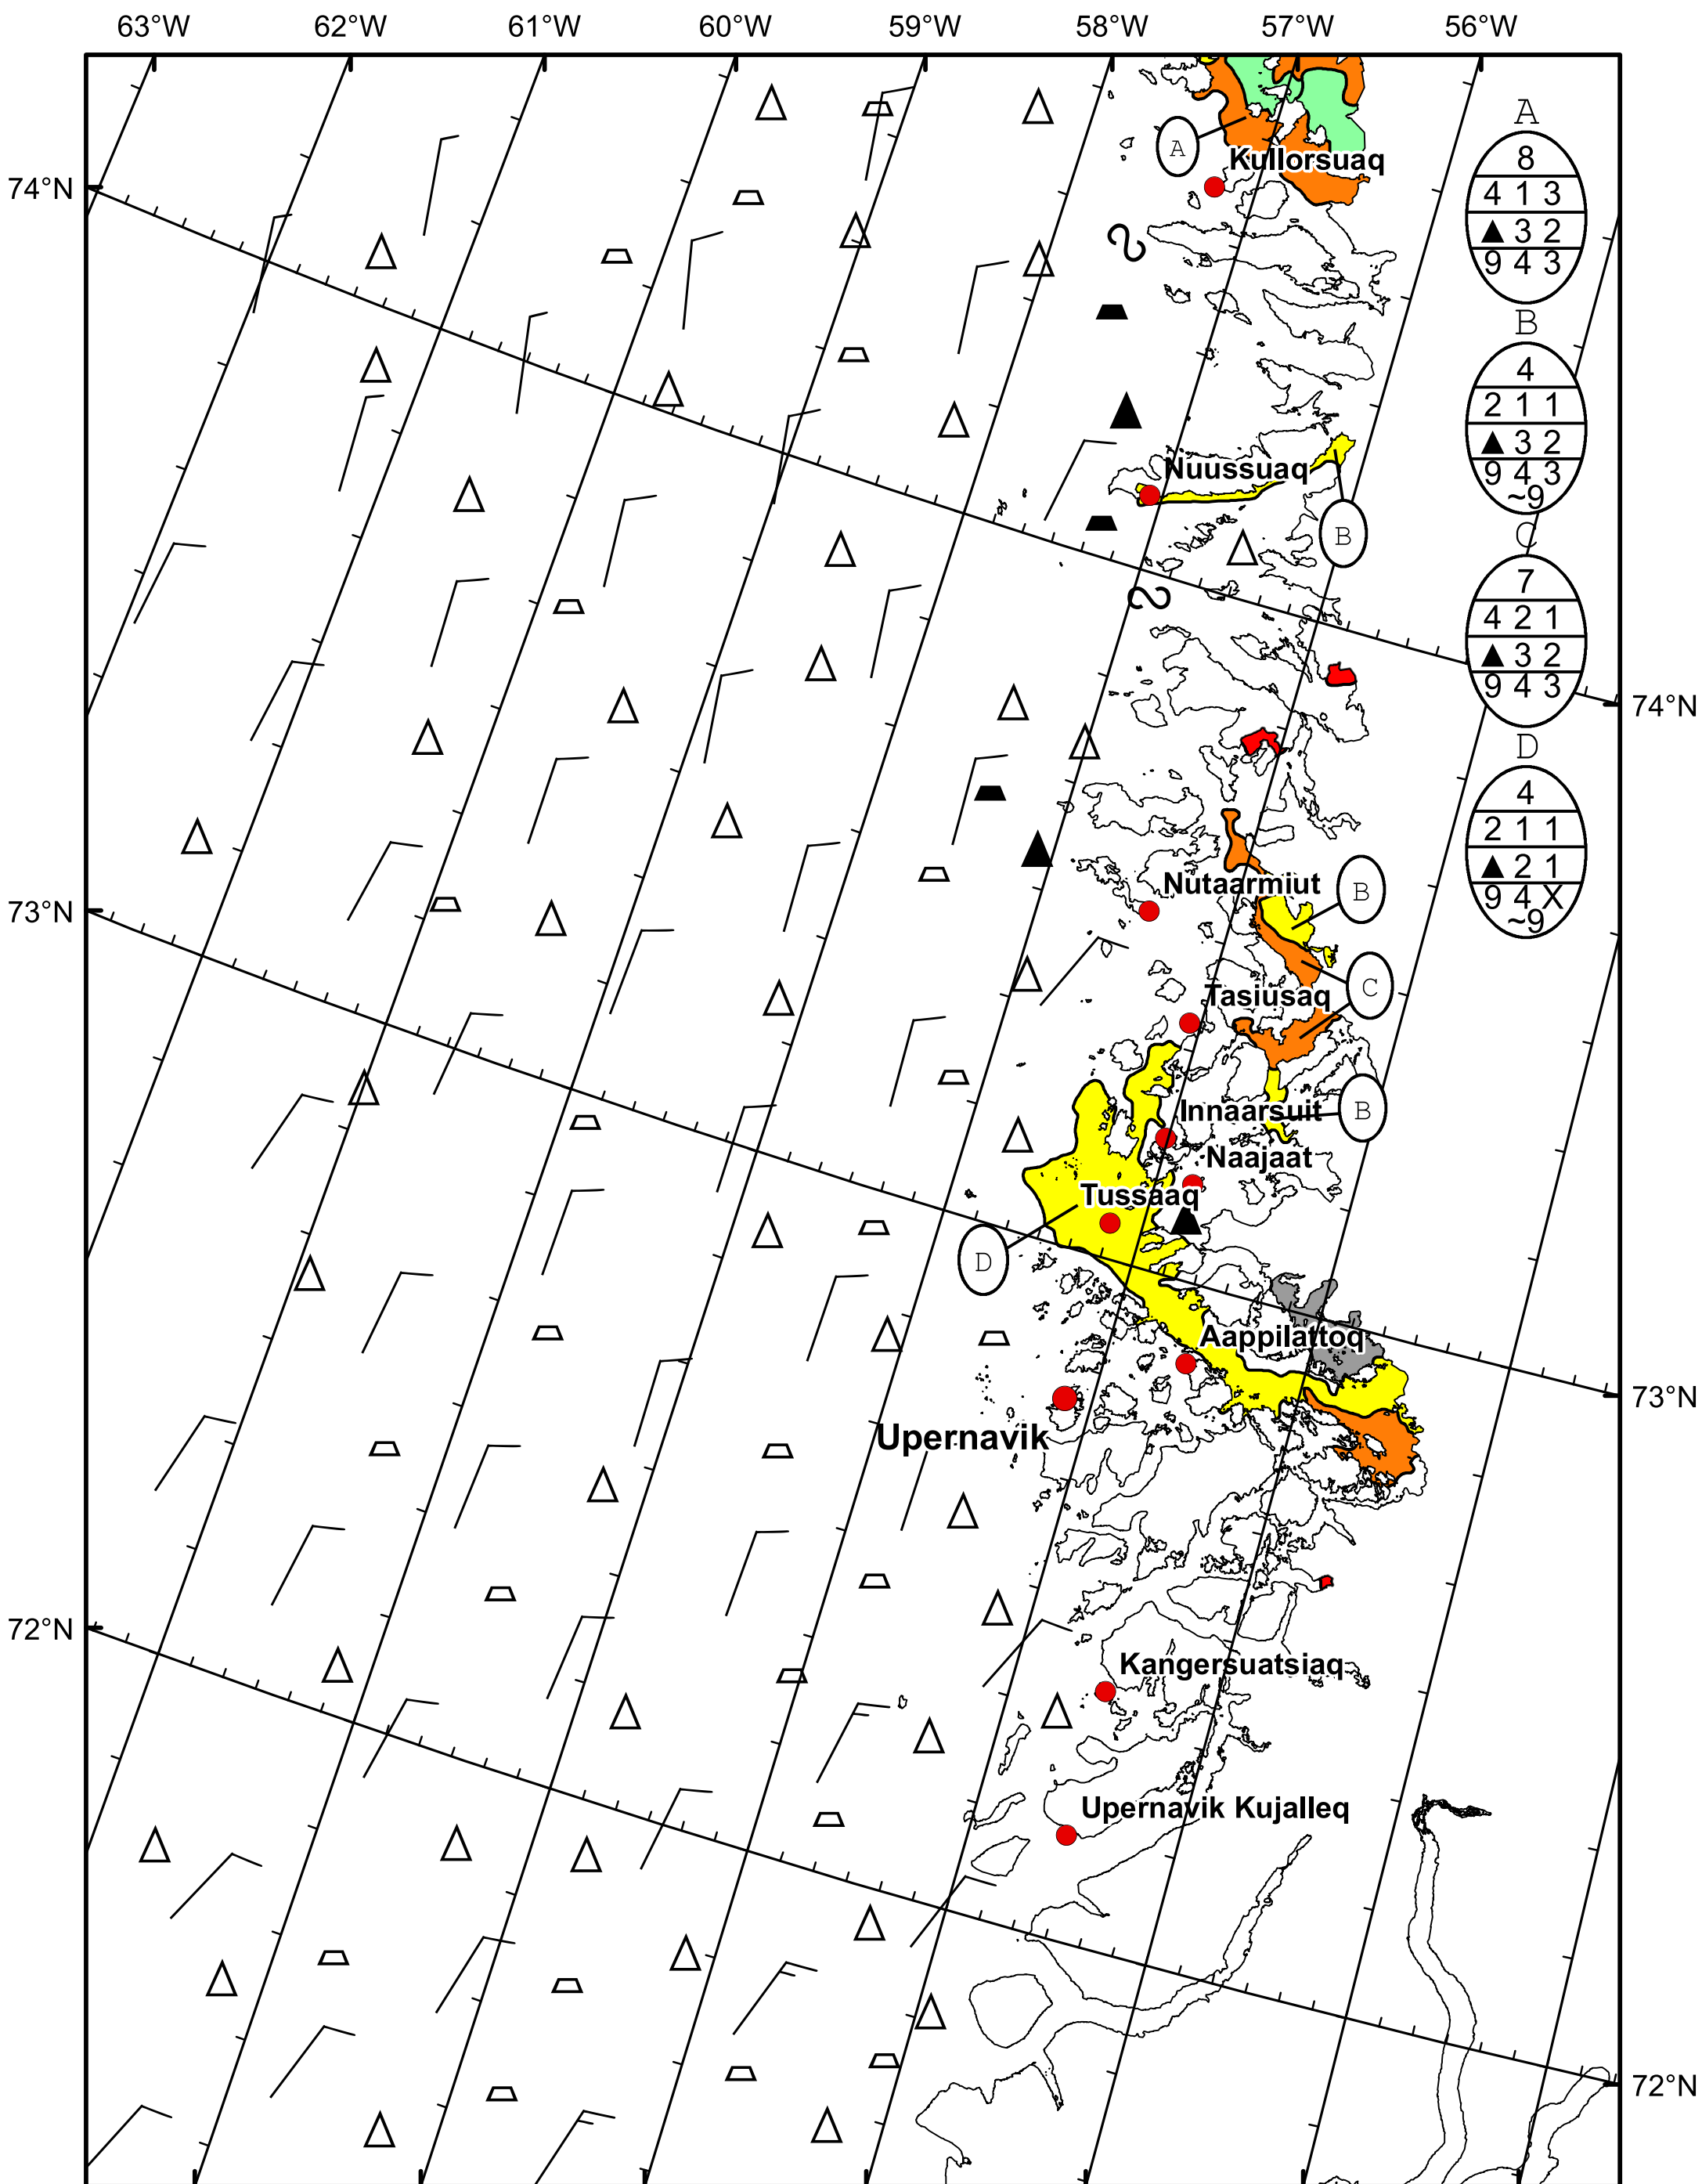 63°W 62°W 61°W 60°W 59°W 58°W 57°W 56°W
A
8
4 1 3
▲ 3 2
9 4 3
A
Kullorsuaq
74°N
B
4
2 1 1
▲ 3 2
9 4 3
~9
Nuussuaq
B
C
7
4 2 1
▲ 3 2
9 4 3
74°N
D
4
2 1 1
▲ 2 1
9 4 X
~9
Nutaarmiut
B
73°N
C
Tasiusaq
Innaarsuit
B
Naajaat
Tussaaq
D
Aappilattoq
73°N
Upernavik
72°N
Kangersuatsiaq
Upernavik Kujalleq
72°N